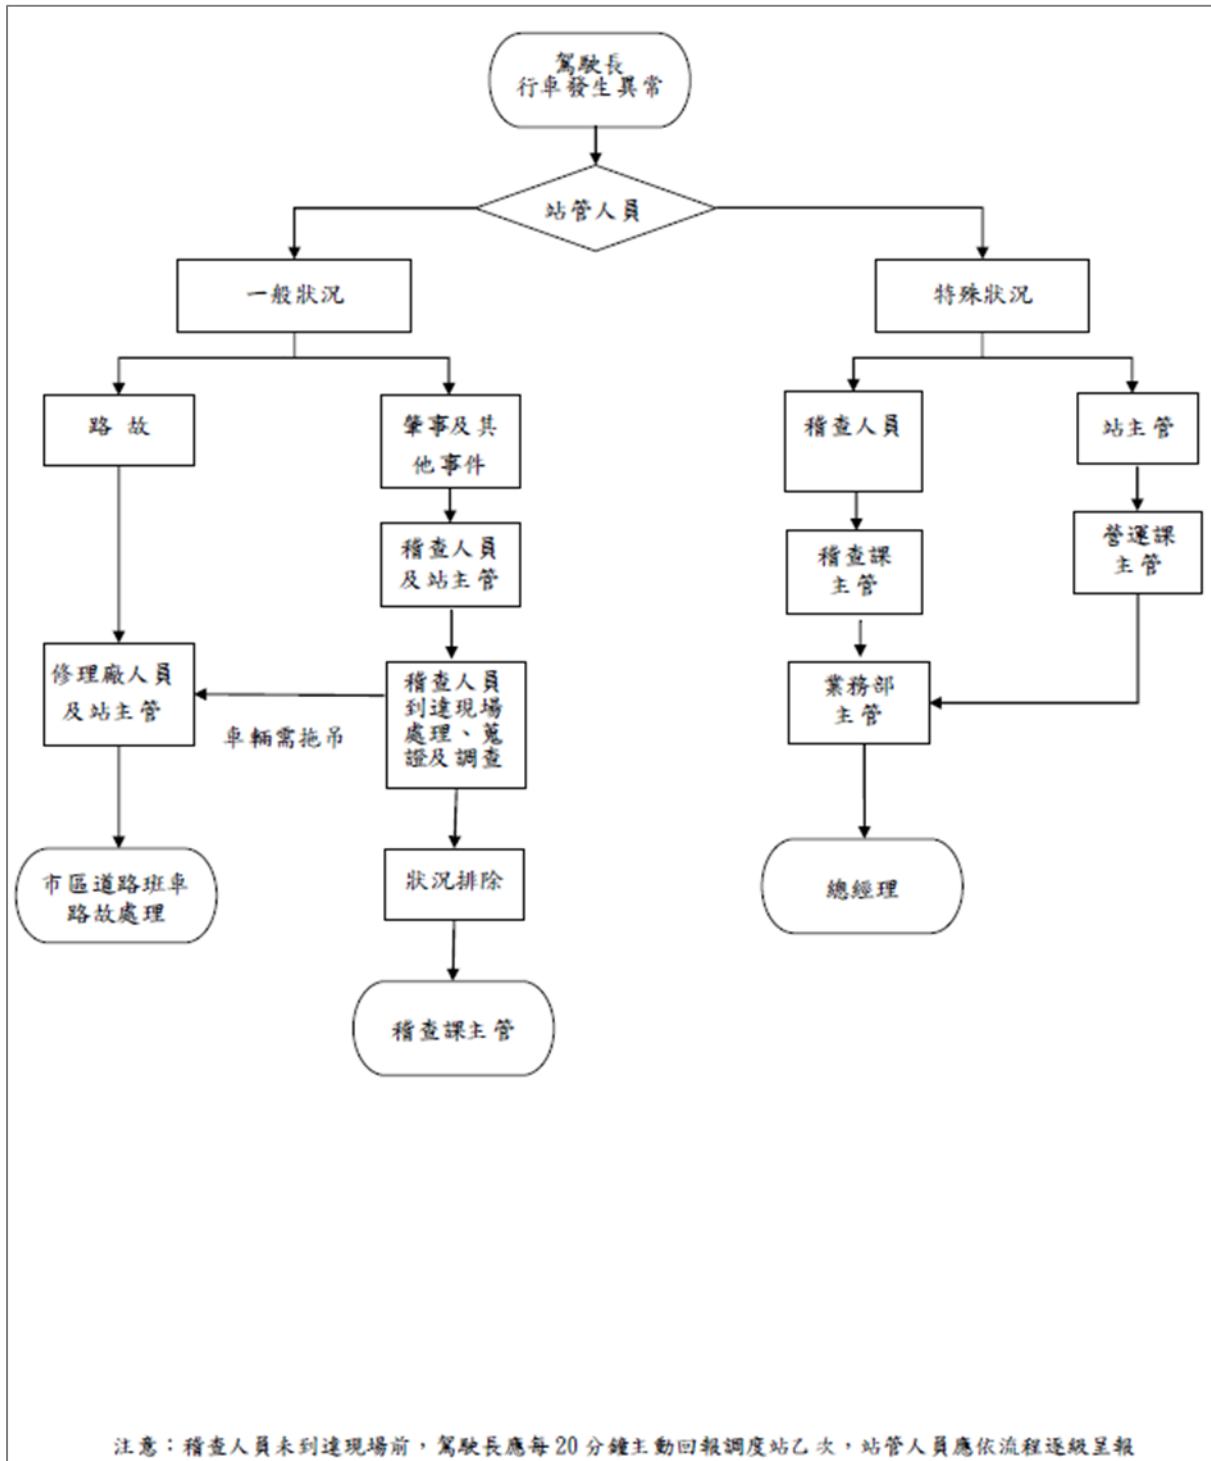 駕駛長
行車發生異常
站管人員
一般狀況
特殊狀況
路 故
肇事及其
他事件
稽查人員
站主管
稽查人員
及站主管
稽查課
主管
營運課
主管
修理廠人員
及站主管
車輛需拖吊
稽查人員
到達現場
處理、蒐
證及調查
業務部
主管
市區道路班車
路故處理
狀況排除
總經理
稽查課主管
注意：稽查人員未到達現場前，駕駛長應每20分鐘主動回報調度站乙次，站管人員應依流程逐級呈報